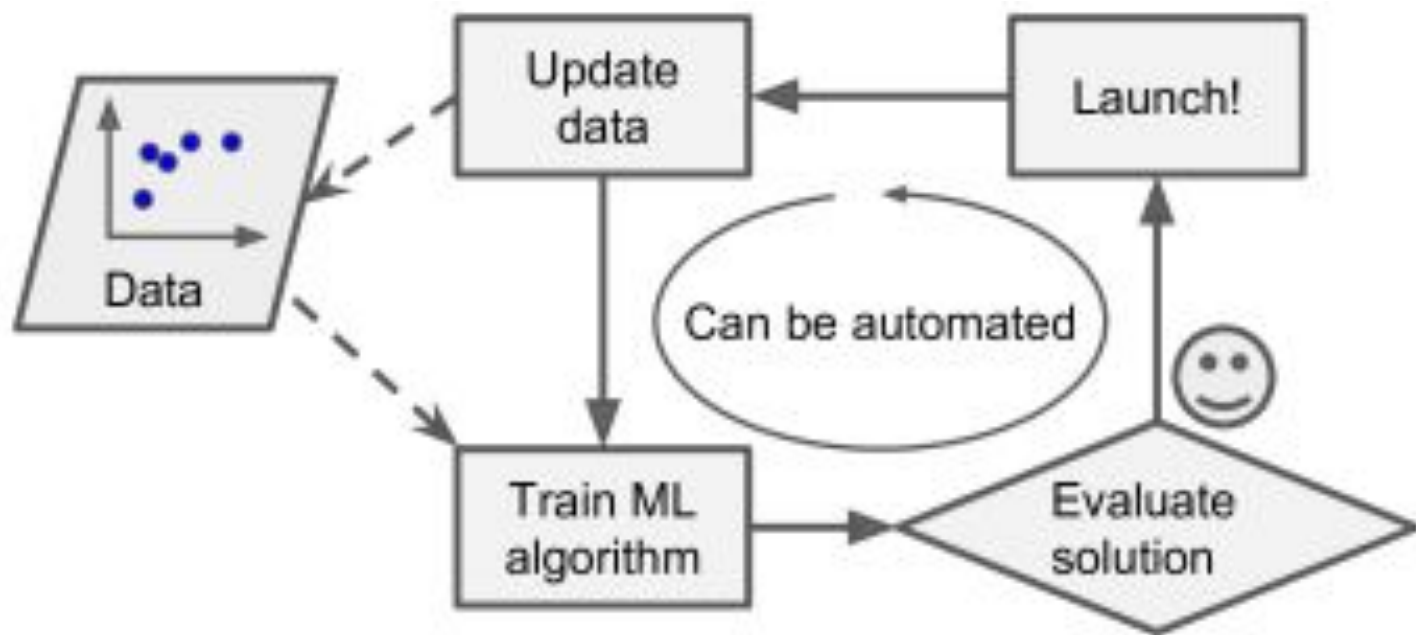 Update
data
Launch!
Data
Can be automated
Train ML
algorithm
Evaluate
solution